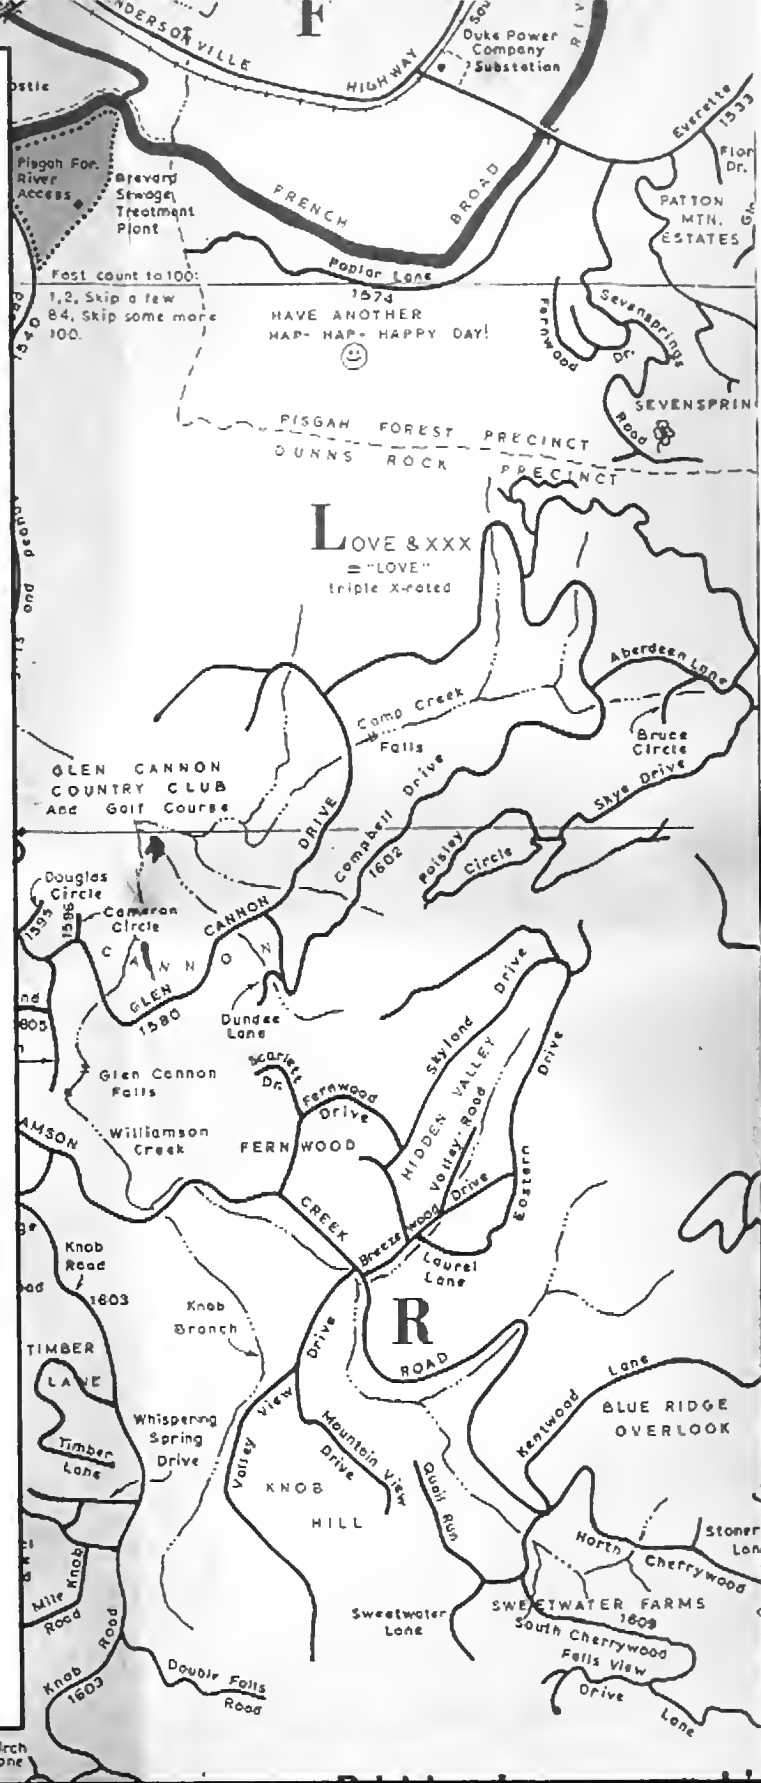 F
HIGHWAY
Duke Power
Company
Substation
Everette
1533
Pisgah For.
River
Access
Brevard
Sewage
Treatment
Plant
FRENCH
BROAD
PATTON
MTN.
ESTATES
Poplar Lane
1574
Fast count to 100:
1,2, Skip a few
84, Skip some more
100.
HAVE ANOTHER
HAP- HAP- HAPPY DAY!
1540
Fernwood
Sevensprings
Dr.
Road
PISGAH FOREST PRECINCT
DUNNS ROCK PRECINCT
LOVE & XXX
= "LOVE"
triple X-rated
Aberdeen Lane
Bruce
Circle
Camp Creek
Falls
Skye Drive
GLEN CANNON
COUNTRY CLUB
And Golf Course
Campbell Drive
1602
Paisley
Circle
Douglas
Circle
1595
1596
Cameron
Circle
CANNON
GLEN CANNON DRIVE
1580
Dundee
Lane
Skyland Drive
Scarlett
Dr.
Fernwood
Drive
HIDDEN VALLEY
Valley Road
Eastern Drive
Glen Cannon
Falls
Williamson
Creek
FERNWOOD
CREEK
Breezewood Drive
Laurel
Lane
Knob
Road
1603
Knob
Branch
R
ROAD
TIMBER
LANE
Timber
Lane
Whispering
Spring
Drive
Valley View Drive
Mountain View
Drive
KNOB
HILL
Quail Run
Kentwood Lane
BLUE RIDGE
OVERLOOK
North Cherrywood
Mile Knob
Road
Sweetwater
Lane
SWEETWATER FARMS
1609
South Cherrywood
Falls View
Drive
Lane
Knob Road
1603
Double Falls
Road